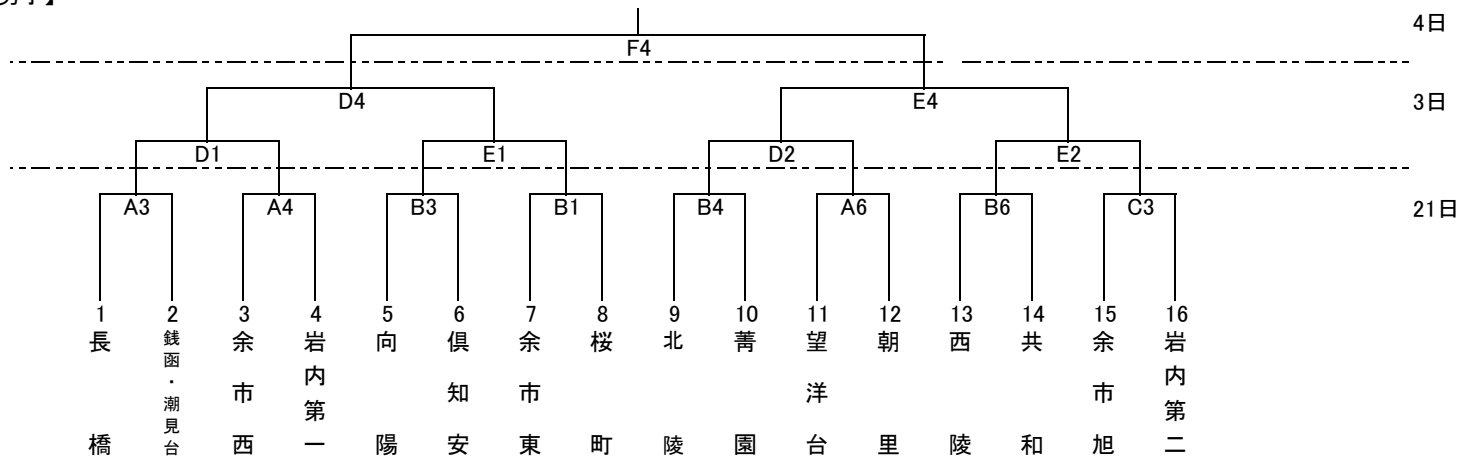 4日
F4
D4
E4
3日
D1
E1
D2
E2
A3
A4
B3
B1
B4
A6
B6
C3
21日
1
2
3
4
5
6
7
8
9
10
11
12
13
14
15
16
長橋
銭函・潮見台
余市西
岩内第一
向陽
倶知安
余市東
桜町
北陵
菁園
望洋台
朝里
西陵
共和
余市旭
岩内第二